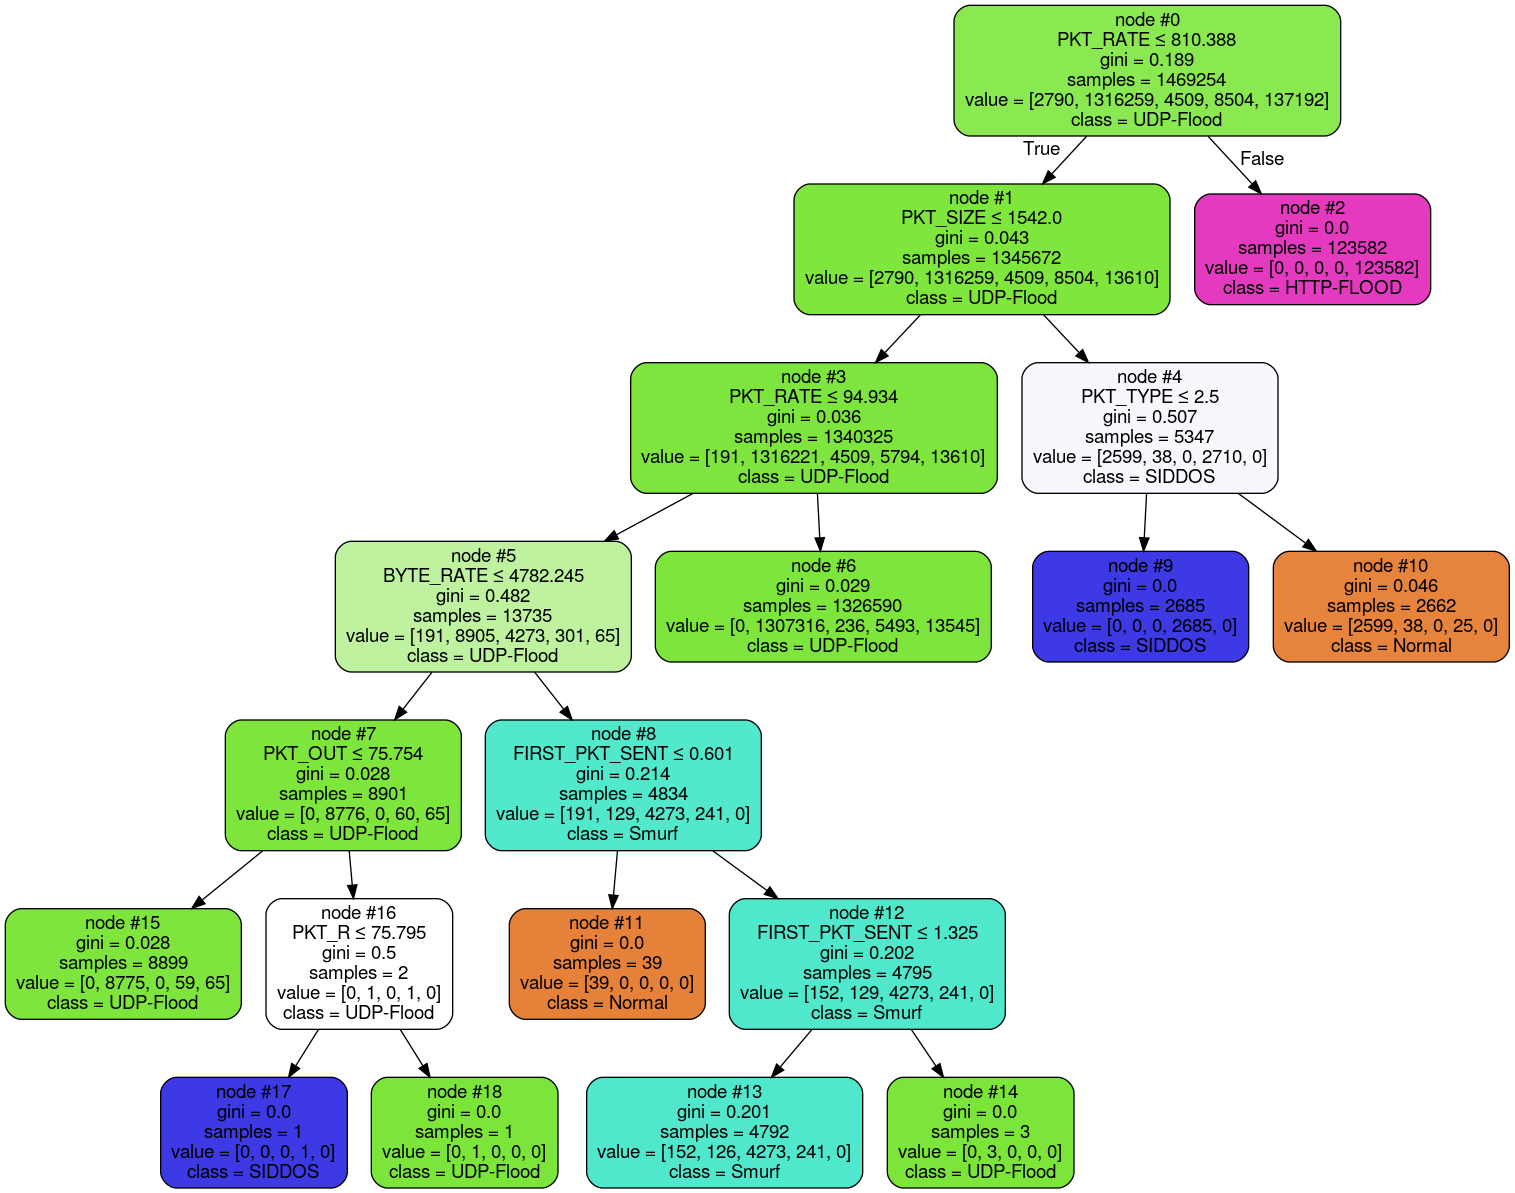 node #0
PKT_RATE ≤ 810.388
gini = 0.189
samples = 1469254
value = [2790, 1316259, 4509, 8504, 137192]
class = UDP-Flood
True
False
node #1
PKT_SIZE ≤ 1542.0
gini = 0.043
samples = 1345672
value = [2790, 1316259, 4509, 8504, 13610]
class = UDP-Flood
node #2
gini = 0.0
samples = 123582
value = [0, 0, 0, 0, 123582]
class = HTTP-FLOOD
node #3
PKT_RATE ≤ 94.934
gini = 0.036
samples = 1340325
value = [191, 1316221, 4509, 5794, 13610]
class = UDP-Flood
node #4
PKT_TYPE ≤ 2.5
gini = 0.507
samples = 5347
value = [2599, 38, 0, 2710, 0]
class = SIDDOS
node #5
BYTE_RATE ≤ 4782.245
gini = 0.482
samples = 13735
value = [191, 8905, 4273, 301, 65]
class = UDP-Flood
node #6
gini = 0.029
samples = 1326590
value = [0, 1307316, 236, 5493, 13545]
class = UDP-Flood
node #9
gini = 0.0
samples = 2685
value = [0, 0, 0, 2685, 0]
class = SIDDOS
node #10
gini = 0.046
samples = 2662
value = [2599, 38, 0, 25, 0]
class = Normal
node #7
PKT_OUT ≤ 75.754
gini = 0.028
samples = 8901
value = [0, 8776, 0, 60, 65]
class = UDP-Flood
node #8
FIRST_PKT_SENT ≤ 0.601
gini = 0.214
samples = 4834
value = [191, 129, 4273, 241, 0]
class = Smurf
node #15
gini = 0.028
samples = 8899
value = [0, 8775, 0, 59, 65]
class = UDP-Flood
node #16
PKT_R ≤ 75.795
gini = 0.5
samples = 2
value = [0, 1, 0, 1, 0]
class = UDP-Flood
node #11
gini = 0.0
samples = 39
value = [39, 0, 0, 0, 0]
class = Normal
node #12
FIRST_PKT_SENT ≤ 1.325
gini = 0.202
samples = 4795
value = [152, 129, 4273, 241, 0]
class = Smurf
node #17
gini = 0.0
samples = 1
value = [0, 0, 0, 1, 0]
class = SIDDOS
node #18
gini = 0.0
samples = 1
value = [0, 1, 0, 0, 0]
class = UDP-Flood
node #13
gini = 0.201
samples = 4792
value = [152, 126, 4273, 241, 0]
class = Smurf
node #14
gini = 0.0
samples = 3
value = [0, 3, 0, 0, 0]
class = UDP-Flood